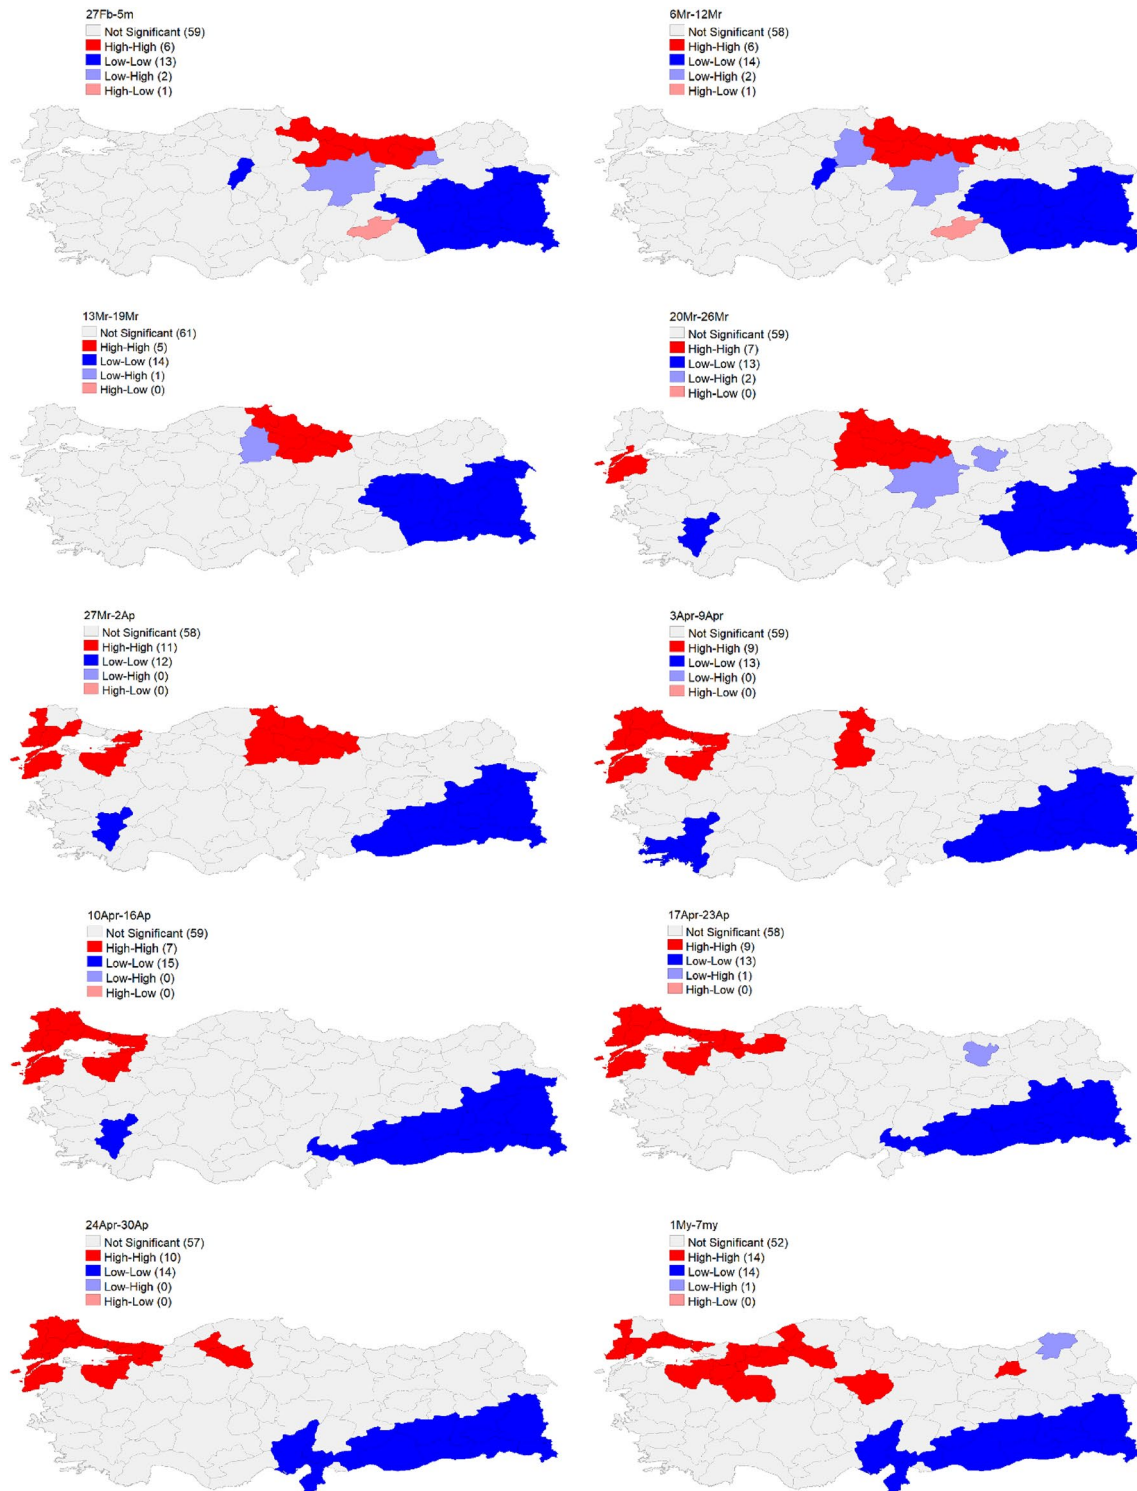 27Fb-5m
Not Significant (59)
High-High (6)
Low-Low (13)
Low-High (2)
High-Low (1)
6Mr-12Mr
Not Significant (58)
High-High (6)
Low-Low (14)
Low-High (2)
High-Low (1)
13Mr-19Mr
Not Significant (61)
High-High (5)
Low-Low (14)
Low-High (1)
High-Low (0)
20Mr-26Mr
Not Significant (59)
High-High (7)
Low-Low (13)
Low-High (2)
High-Low (0)
27Mr-2Ap
Not Significant (58)
High-High (11)
Low-Low (12)
Low-High (0)
High-Low (0)
3Apr-9Apr
Not Significant (59)
High-High (9)
Low-Low (13)
Low-High (0)
High-Low (0)
10Apr-16Ap
Not Significant (59)
High-High (7)
Low-Low (15)
Low-High (0)
High-Low (0)
17Apr-23Ap
Not Significant (58)
High-High (9)
Low-Low (13)
Low-High (1)
High-Low (0)
24Apr-30Ap
Not Significant (57)
High-High (10)
Low-Low (14)
Low-High (0)
High-Low (0)
1My-7my
Not Significant (52)
High-High (14)
Low-Low (14)
Low-High (1)
High-Low (0)